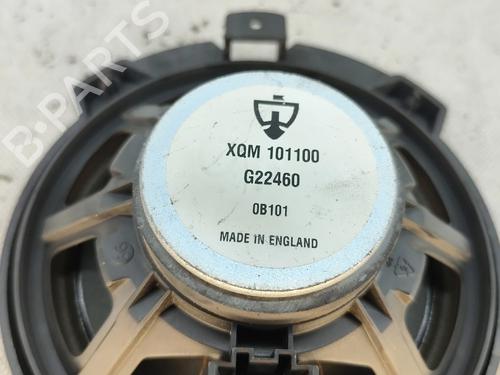 XQM 101100
G22460
0B101
MADE IN ENGLAND
B-PARTS